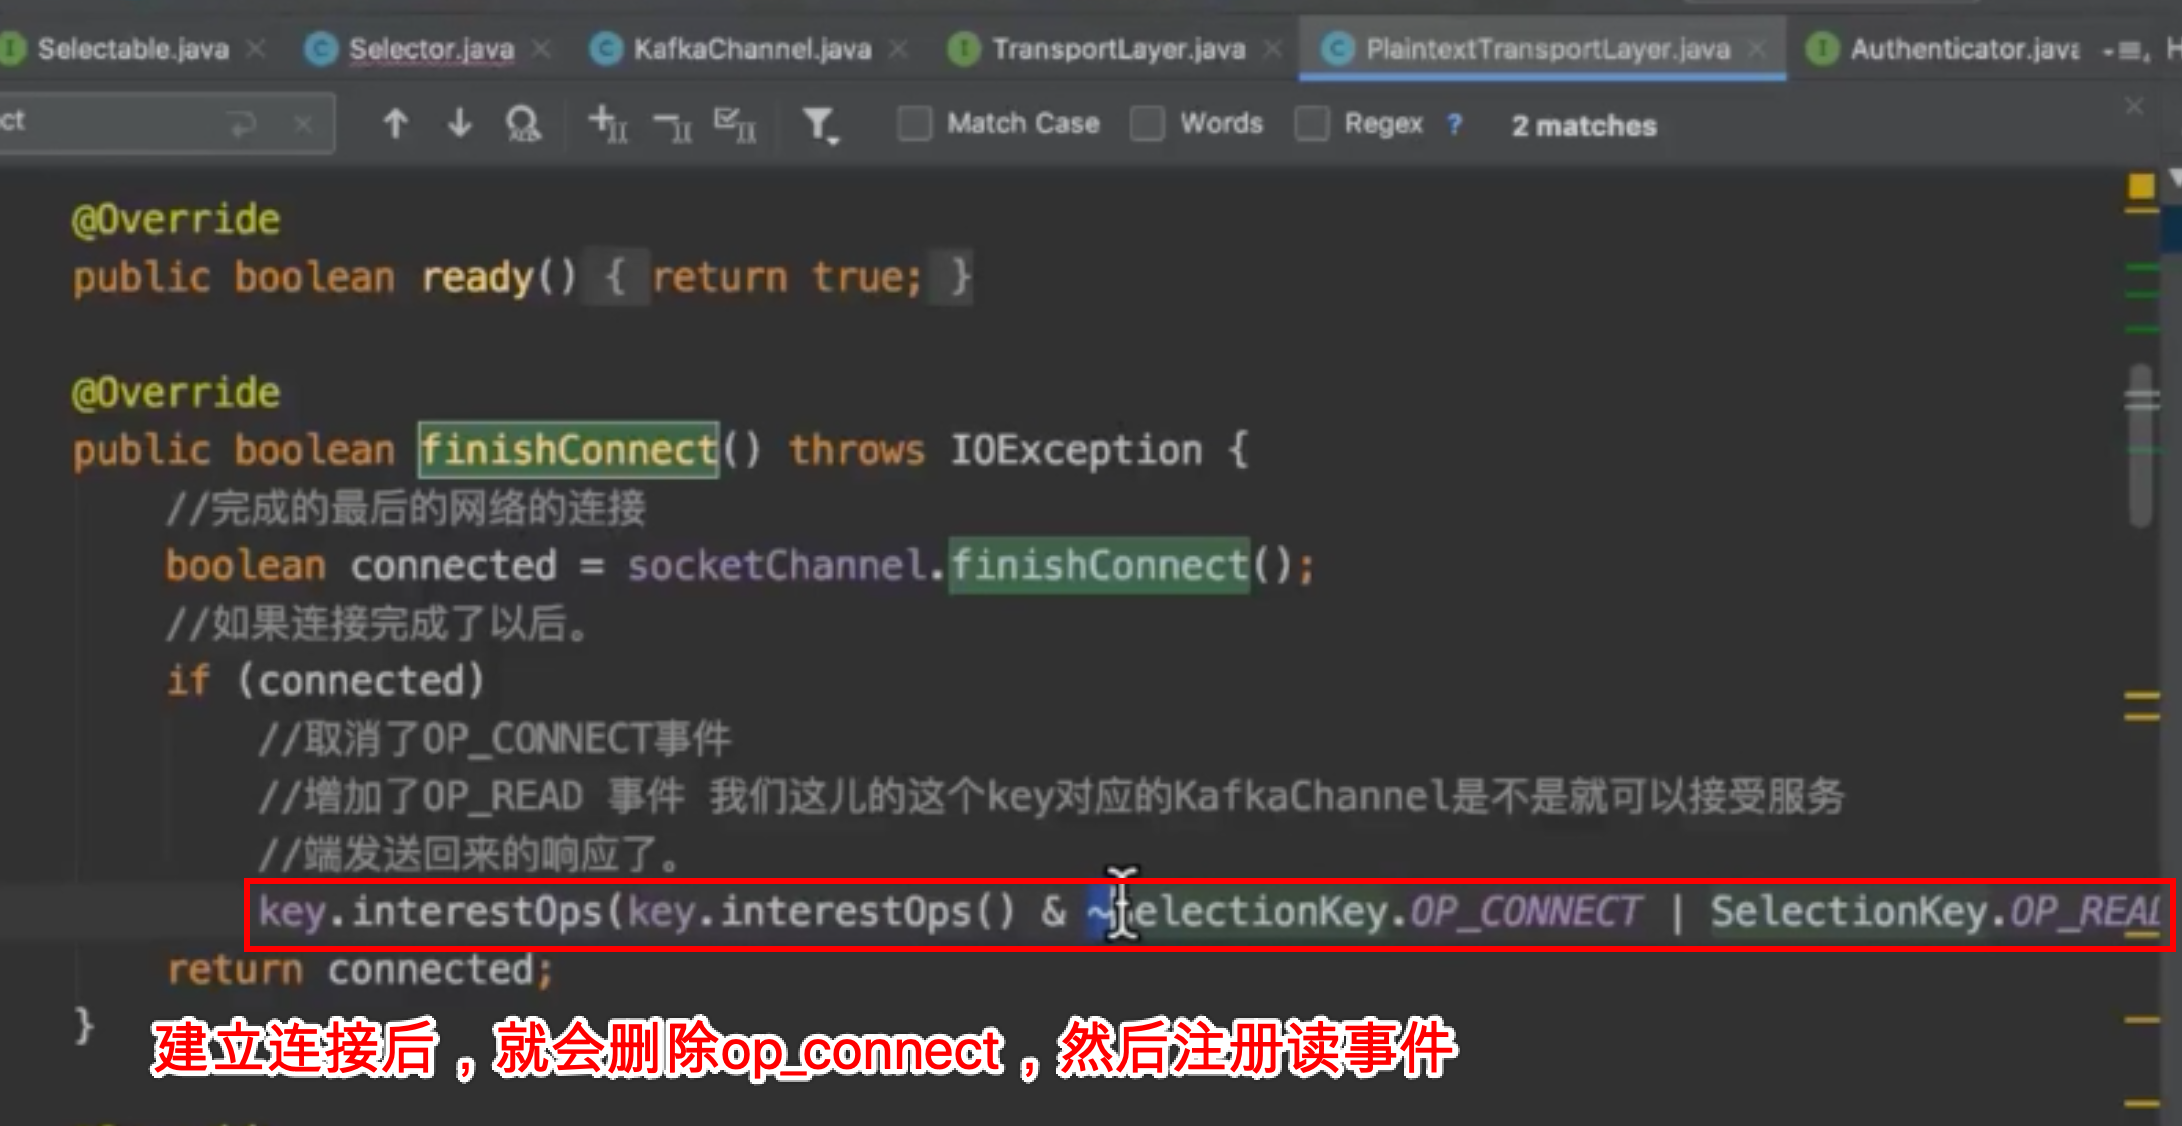 Selectable.java Selector.java KafkaChannel.java TransportLayer.java PlaintextTransportLayer.java Authenticator.java
ct Match Case Words Regex ? 2 matches
@Override
public boolean ready() { return true; }
@Override
public boolean finishConnect() throws IOException {
//完成的最后的网络的连接
boolean connected = socketChannel.finishConnect();
//如果连接完成了以后。
if (connected)
//取消了OP_CONNECT事件
//增加了OP_READ 事件 我们这儿的这个key对应的KafkaChannel是不是就可以接受服务
//端发送回来的响应了。
key.interestOps(key.interestOps() & ~SelectionKey.OP_CONNECT | SelectionKey.OP_READ
return connected;
}
建立连接后，就会删除op_connect，然后注册读事件